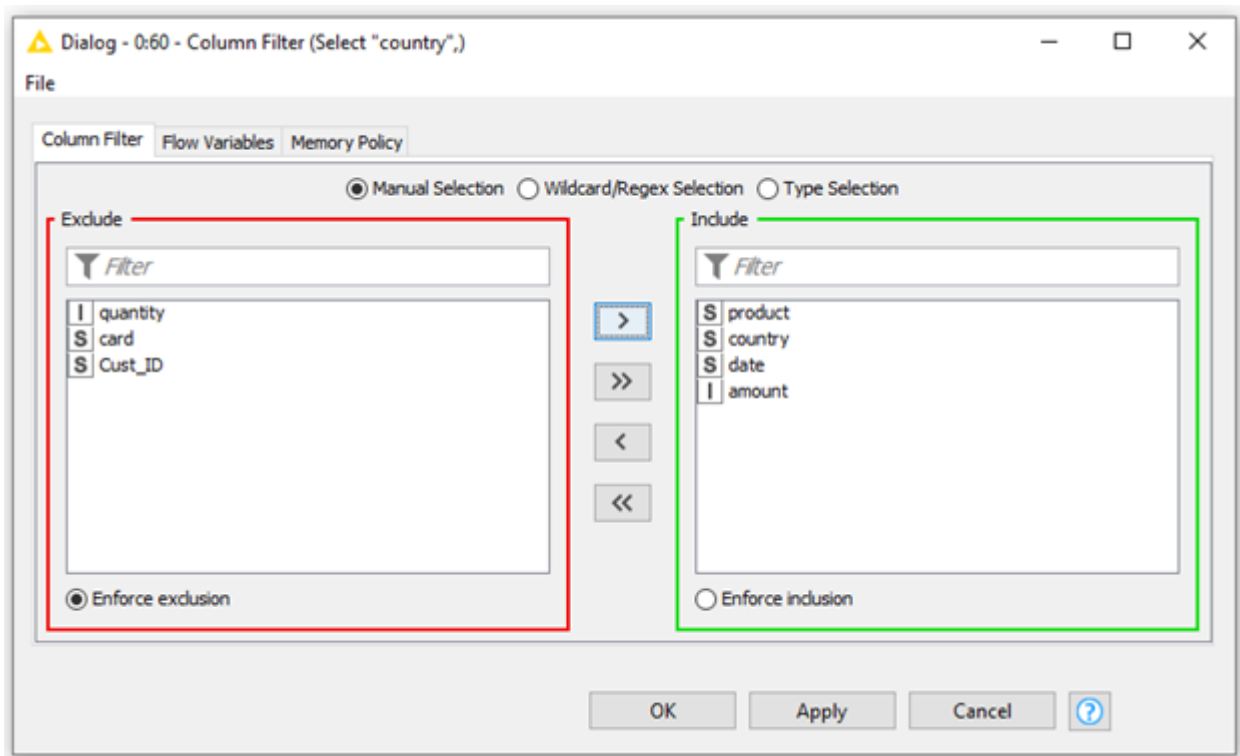 Dialog - 0:60 - Column Filter (Select "country",)
File
Column Filter Flow Variables Memory Policy
Manual Selection Wildcard/Regex Selection Type Selection
Exclude
Filter
I quantity
S card
S Cust_ID
Enforce exclusion
>
>>
<
<<
Include
Filter
S product
S country
S date
I amount
Enforce inclusion
OK Apply Cancel ?